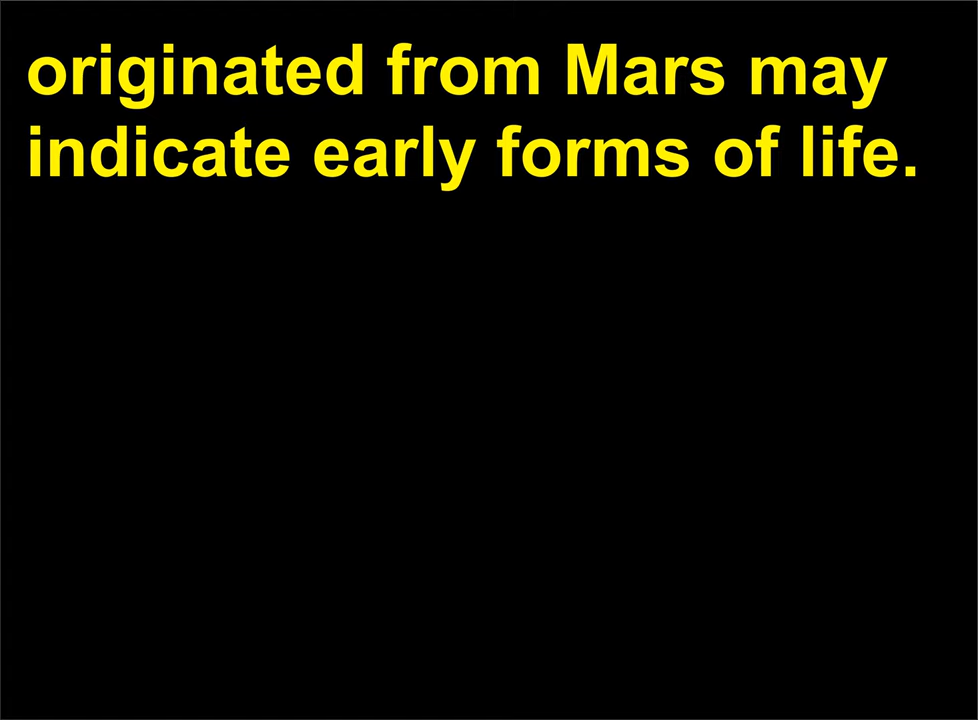 originated from Mars may
indicate early forms of life.